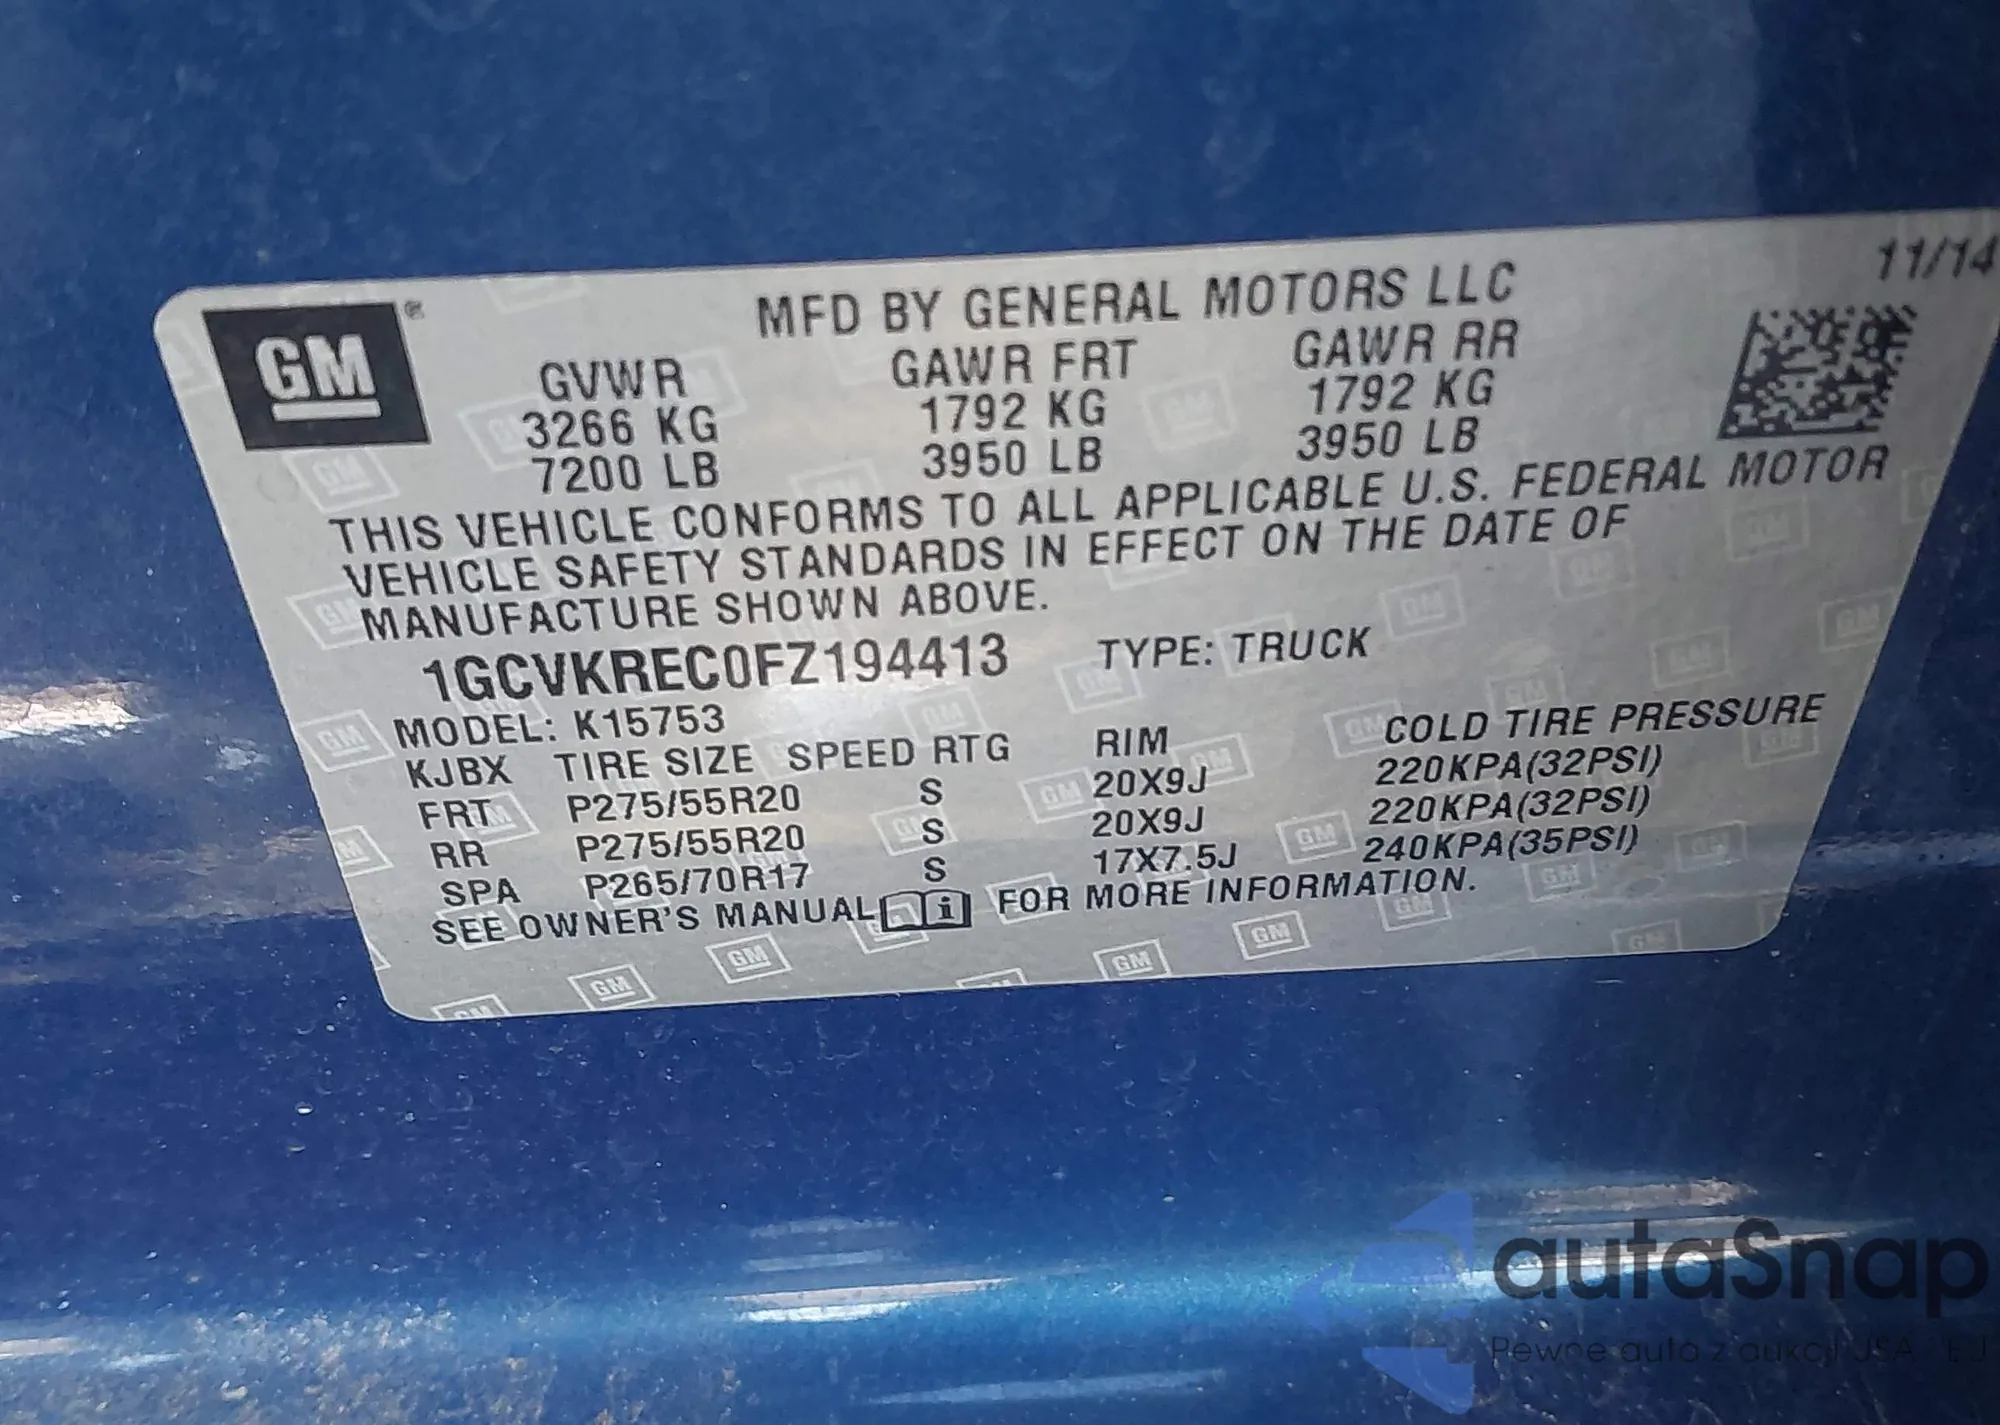 11/14
GM
MFD BY GENERAL MOTORS LLC
GVWR GAWR FRT GAWR RR
3266 KG 1792 KG 1792 KG
7200 LB 3950 LB 3950 LB
THIS VEHICLE CONFORMS TO ALL APPLICABLE U.S. FEDERAL MOTOR
VEHICLE SAFETY STANDARDS IN EFFECT ON THE DATE OF
MANUFACTURE SHOWN ABOVE.
1GCVKREC0FZ194413 TYPE: TRUCK
MODEL: K15753
KJBX TIRE SIZE SPEED RTG RIM COLD TIRE PRESSURE
FRT P275/55R20 S 20X9J 220KPA(32PSI)
RR P275/55R20 S 20X9J 220KPA(32PSI)
SPA P265/70R17 S 17X7.5J 240KPA(35PSI)
SEE OWNER'S MANUAL i FOR MORE INFORMATION.
autaSnap
Pewne auta z aukcji USA